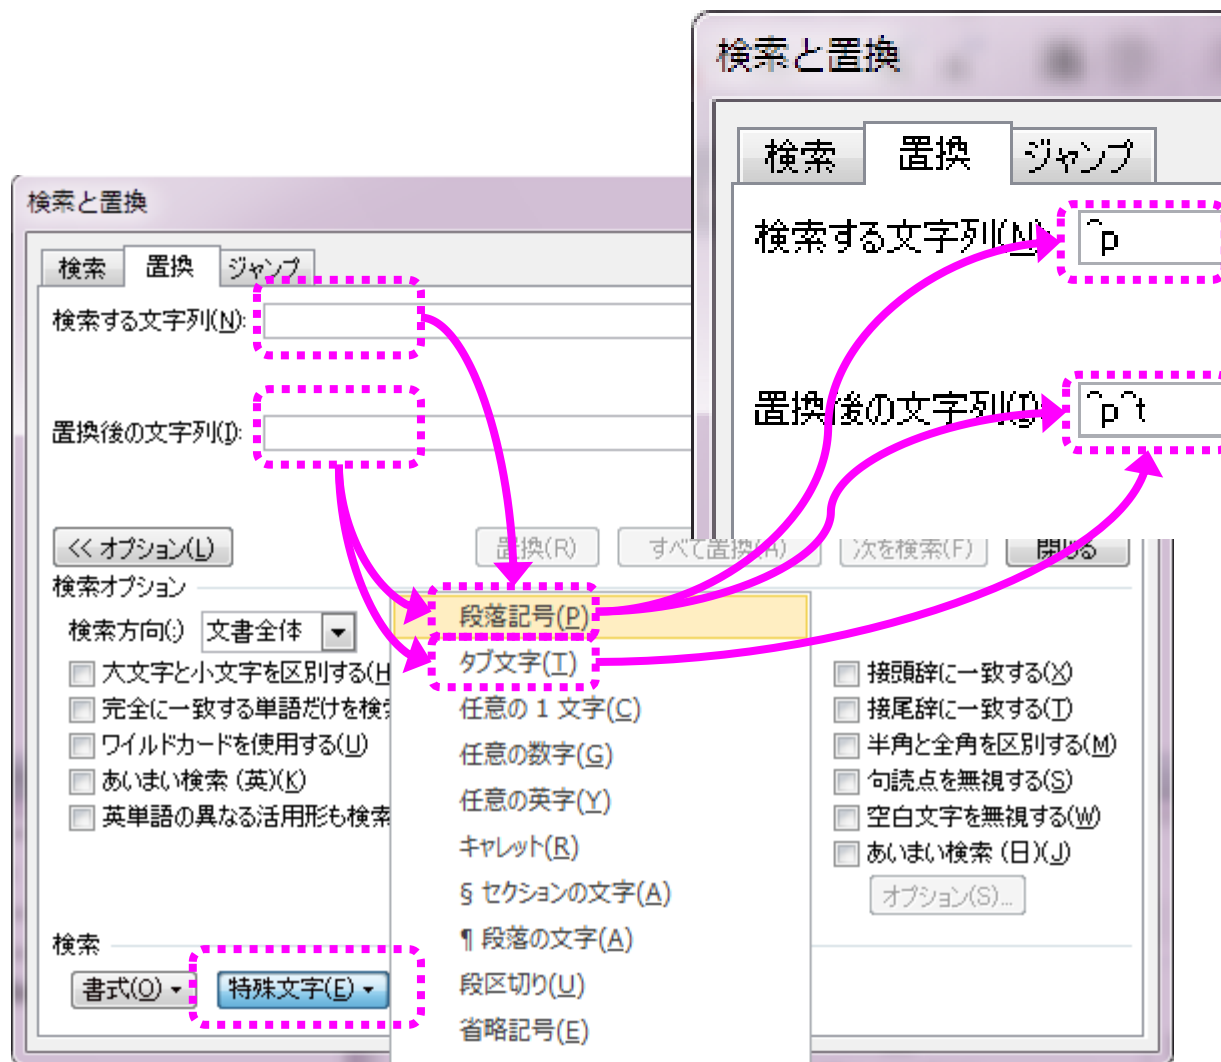 検索と置換
検索 置換 ジャンプ
検索する文字列(N):
^p
置換後の文字列(I):
^p^t
検索と置換
検索 置換 ジャンプ
検索する文字列(N):
置換後の文字列(I):
<< オプション(L) 置換(R) すべて置換(A) 次を検索(F) 閉じる
検索オプション
検索方向(:) 文書全体
大文字と小文字を区別する(H
完全に一致する単語だけを検
ワイルドカードを使用する(U)
あいまい検索 (英)(K)
英単語の異なる活用形も検索
段落記号(P)
タブ文字(T)
任意の 1 文字(C)
任意の数字(G)
任意の英字(Y)
キャレット(R)
§ セクションの文字(A)
¶ 段落の文字(A)
段区切り(U)
省略記号(E)
接頭辞に一致する(X)
接尾辞に一致する(T)
半角と全角を区別する(M)
句読点を無視する(S)
空白文字を無視する(W)
あいまい検索 (日)(J)
オプション(S)...
検索
書式(O) 特殊文字(E)